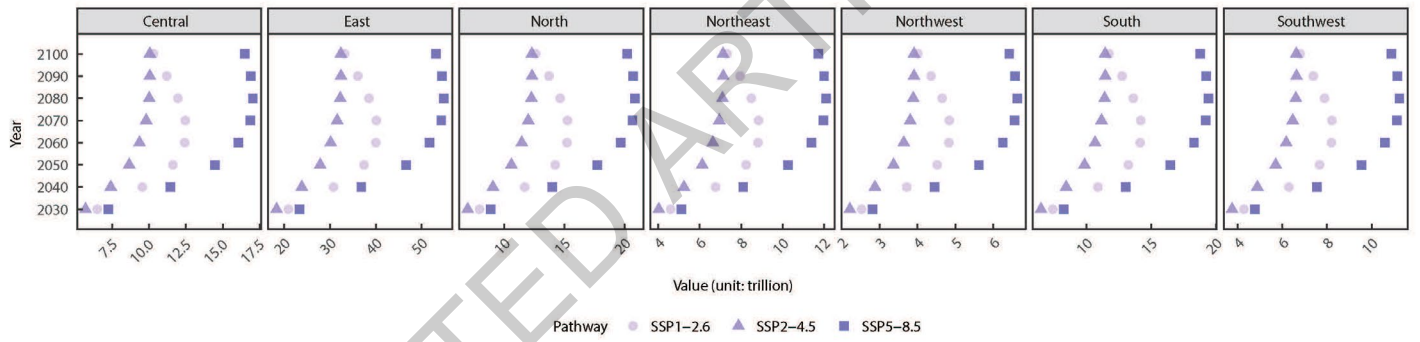 Central East North Northeast Northwest South Southwest
2100
2090
2080
2070
2060
2050
2040
2030
Year
7.5 10.0 12.5 15.0 17.5 20 30 40 50 10 15 20 4 6 8 10 12 2 3 4 5 6 10 15 20 4 6 8 10
Value (unit: trillion)
Pathway SSP1–2.6 SSP2–4.5 SSP5–8.5
TED ART